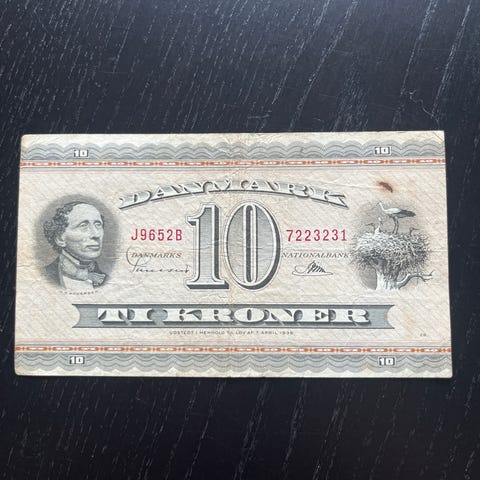 10 10
DANMARK
J9652B 10 7223231
DANMARKS NATIONALBANK
TI KRONER
UDSTEDT I HENHOLD TIL LOV AF 7. APRIL 1936
10 10